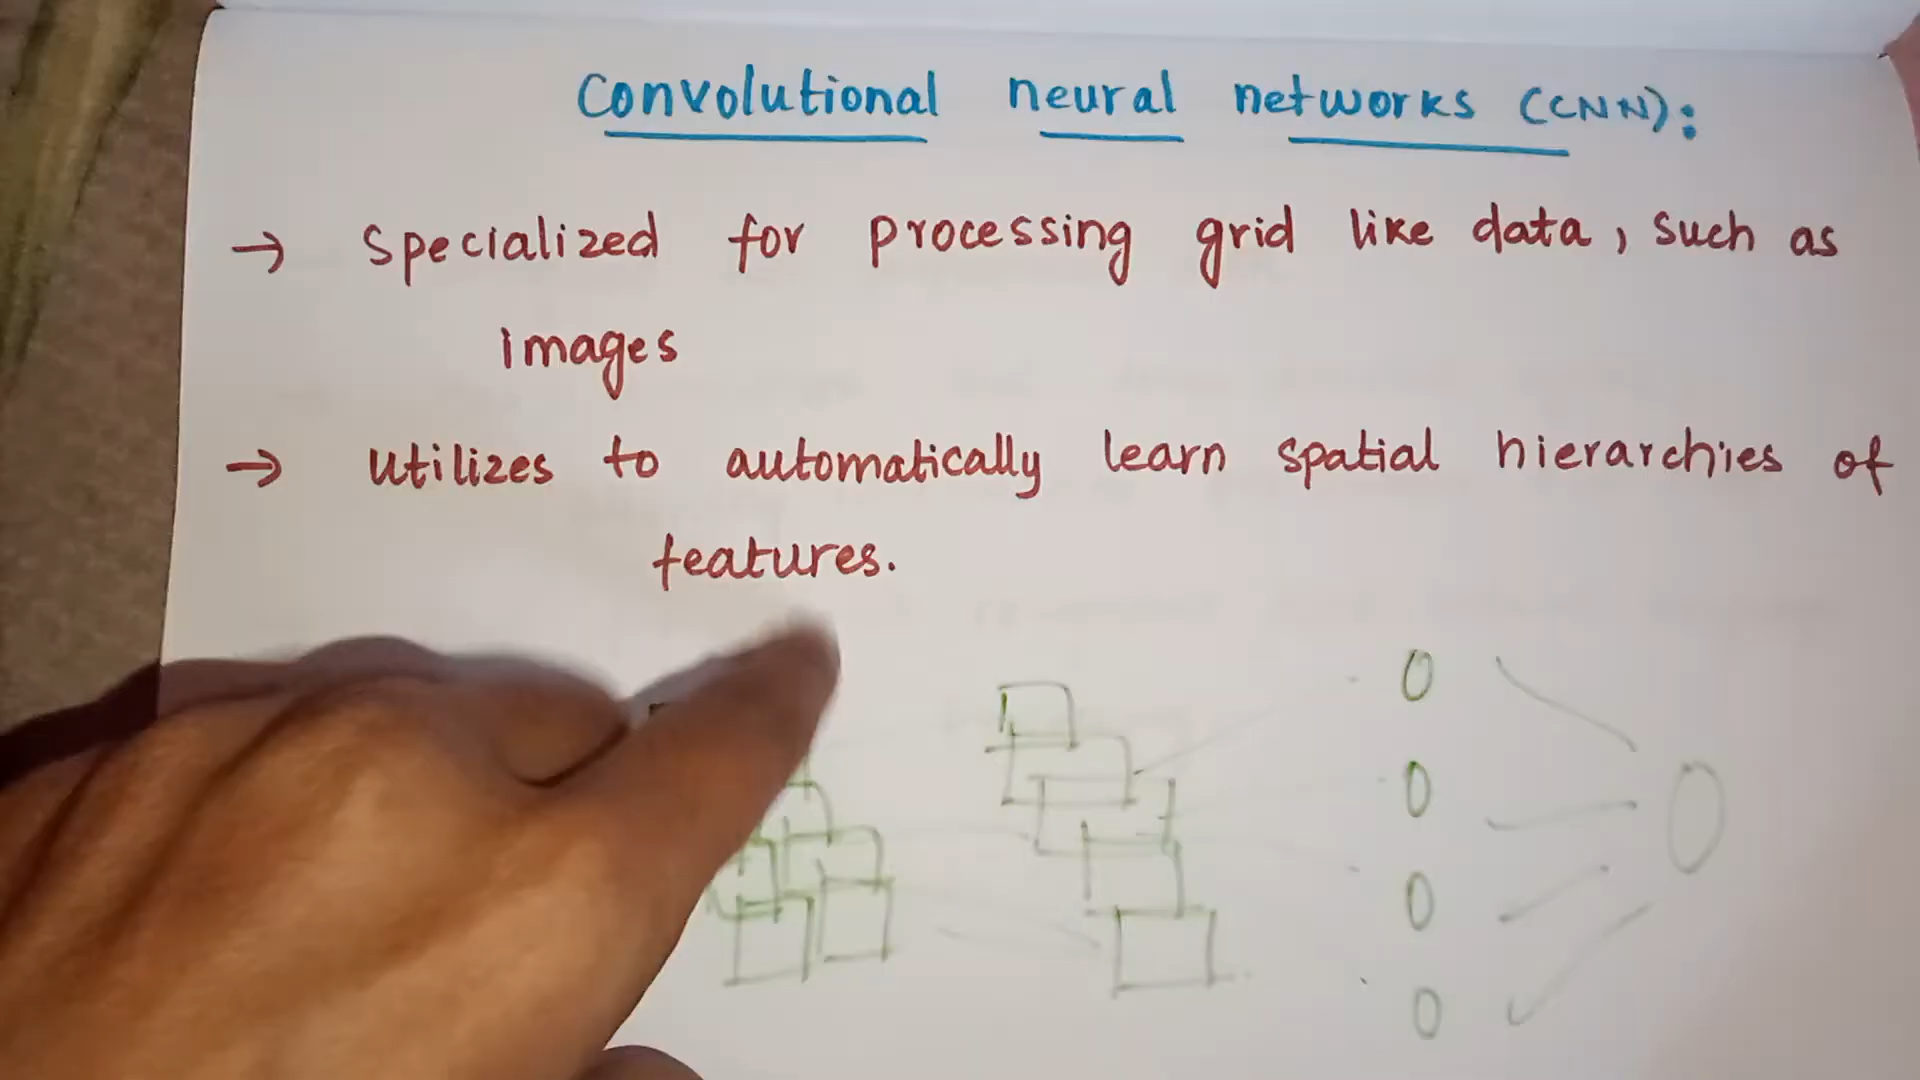 Convolutional neural networks (CNN):
→ specialized for processing grid like data, such as
images
→ utilizes to automatically learn spatial hierarchies of
features.